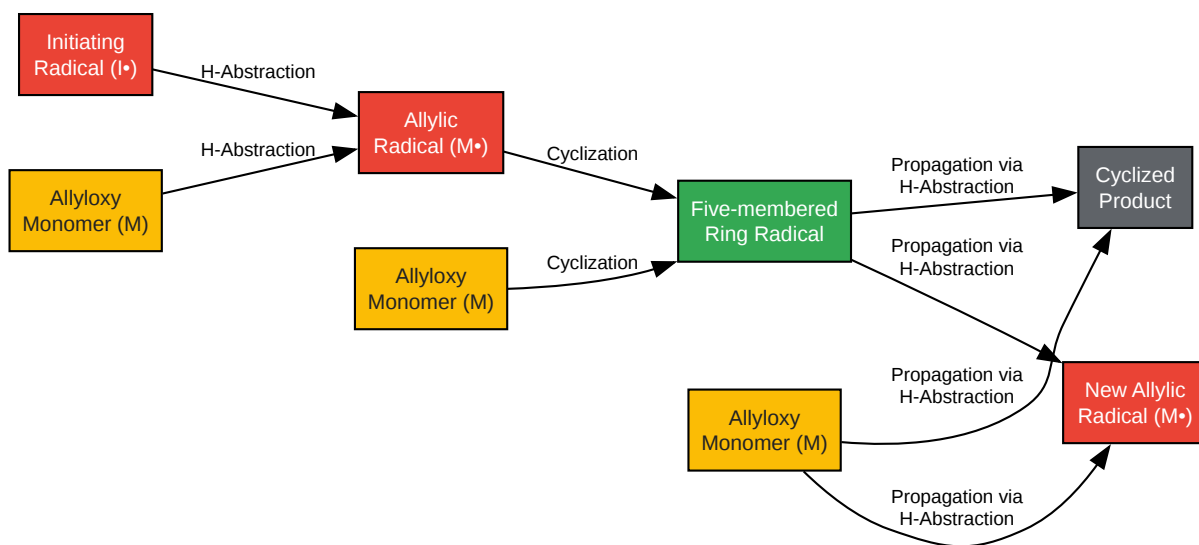 Initiating
Radical (I•)
H-Abstraction
Allyloxy
Monomer (M)
H-Abstraction
Allylic
Radical (M•)
Cyclization
Allyloxy
Monomer (M)
Cyclization
Five-membered
Ring Radical
Propagation via
H-Abstraction
Cyclized
Product
Propagation via
H-Abstraction
Allyloxy
Monomer (M)
Propagation via
H-Abstraction
New Allylic
Radical (M•)
Propagation via
H-Abstraction